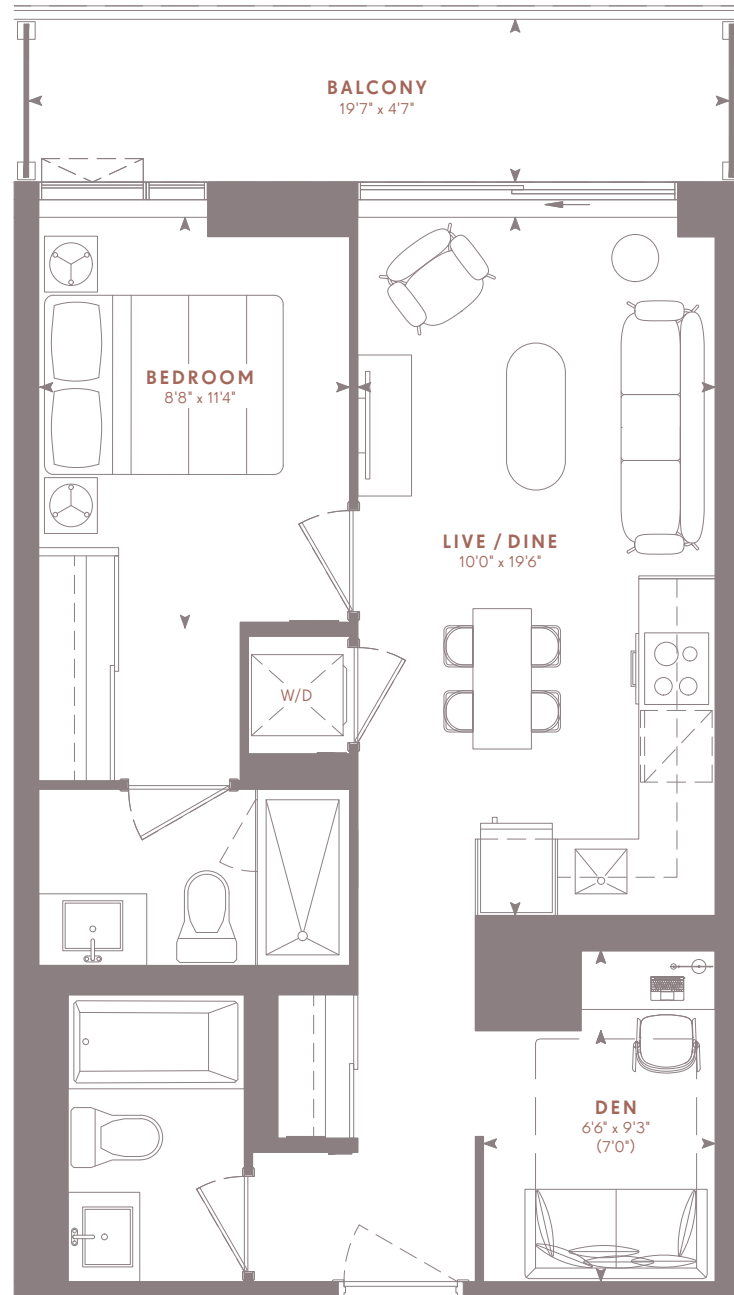 BALCONY
19'7" x 4'7"
BEDROOM
8'8" x 11'4"
LIVE / DINE
10'0" x 19'6"
W/D
DEN
6'6" x 9'3"
(7'0")